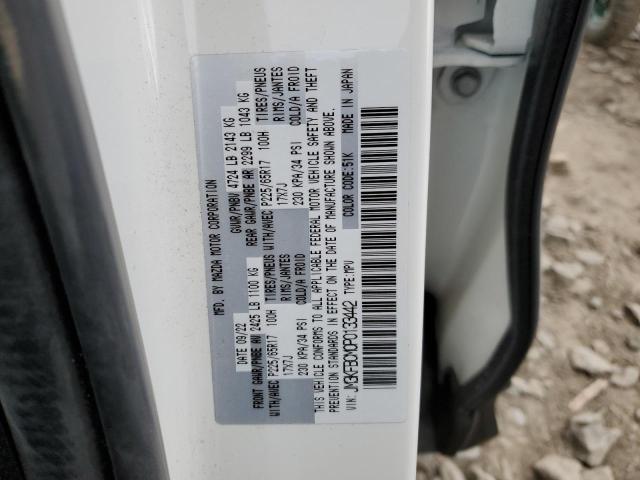 MFD. BY MAZDA MOTOR CORPORATION
DATE 09/22 GVWR/PNBV 4724 LB 2143 KG
FRONT GAWR/PNBE AV 2425 LB 1100 KG REAR GAWR/PNBE AR 2299 LB 1043 KG
WITH/AVEC P225/65R17 100H TIRES/PNEUS WITH/AVEC P225/65R17 100H TIRES/PNEUS
17X7J RIMS/JANTES 17X7J RIMS/JANTES
230 KPA/34 PSI COLD/A FROID 230 KPA/34 PSI COLD/A FROID
THIS VEHICLE CONFORMS TO ALL APPLICABLE FEDERAL MOTOR VEHICLE SAFETY AND THEFT
PREVENTION STANDARDS IN EFFECT ON THE DATE OF MANUFACTURE SHOWN ABOVE.
VIN: JM3KFBDMXP0133442 TYPE:MPV COLOR CODE:51K MADE IN JAPAN